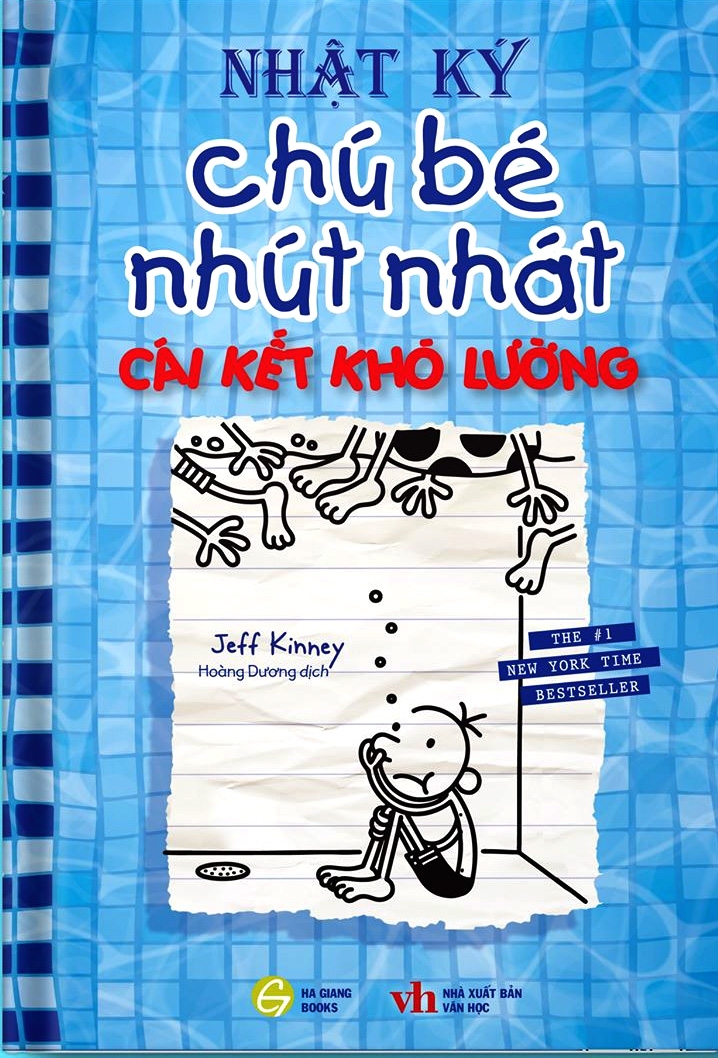 NHẬT KÝ
chú bé
nhút nhát
CÁI KẾT KHÓ LƯỜNG
Jeff Kinney
Hoàng Dương dịch
THE #1
NEW YORK TIME
BESTSELLER
HA GIANG
BOOKS
vh
NHÀ XUẤT BẢN
VĂN HỌC